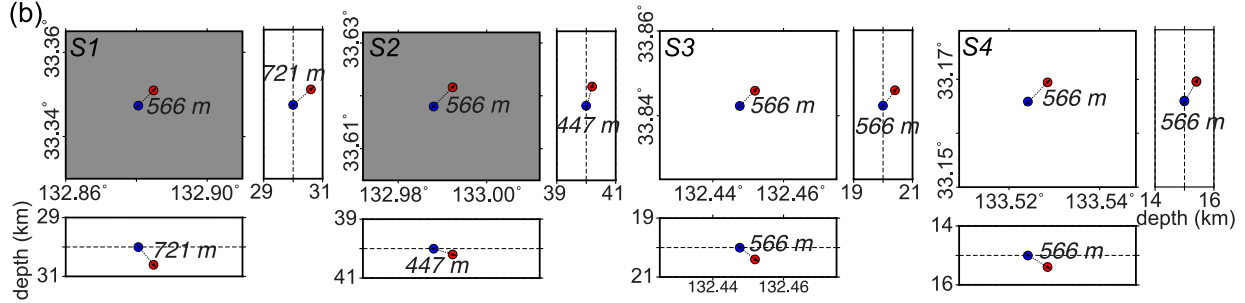 (b)
S1
33.36°
33.34°
566 m
132.86°
132.90°
721 m
29
31
depth (km)
29
31
721 m
S2
33.63°
33.61°
566 m
132.98°
133.00°
447 m
39
41
39
41
447 m
S3
33.86°
33.84°
566 m
132.44°
132.46°
566 m
19
21
19
21
566 m
132.44
132.46
S4
33.17°
33.15°
566 m
133.52°
133.54°
566 m
14
16
depth (km)
14
16
566 m